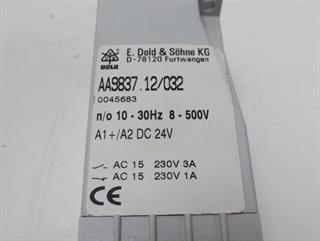 DOLD
E. Dold & Söhne KG
D-78120 Furtwangen
AA9837.12/032
0045683
n/o 10 - 30Hz 8 - 500V
A1+/A2 DC 24V
AC 15 230V 3A
AC 15 230V 1A
CE